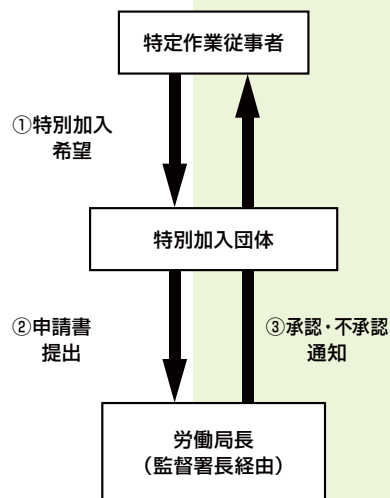 特定作業従事者
①特別加入
希望
特別加入団体
②申請書
提出
③承認・不承認
通知
労働局長
（監督署長経由）